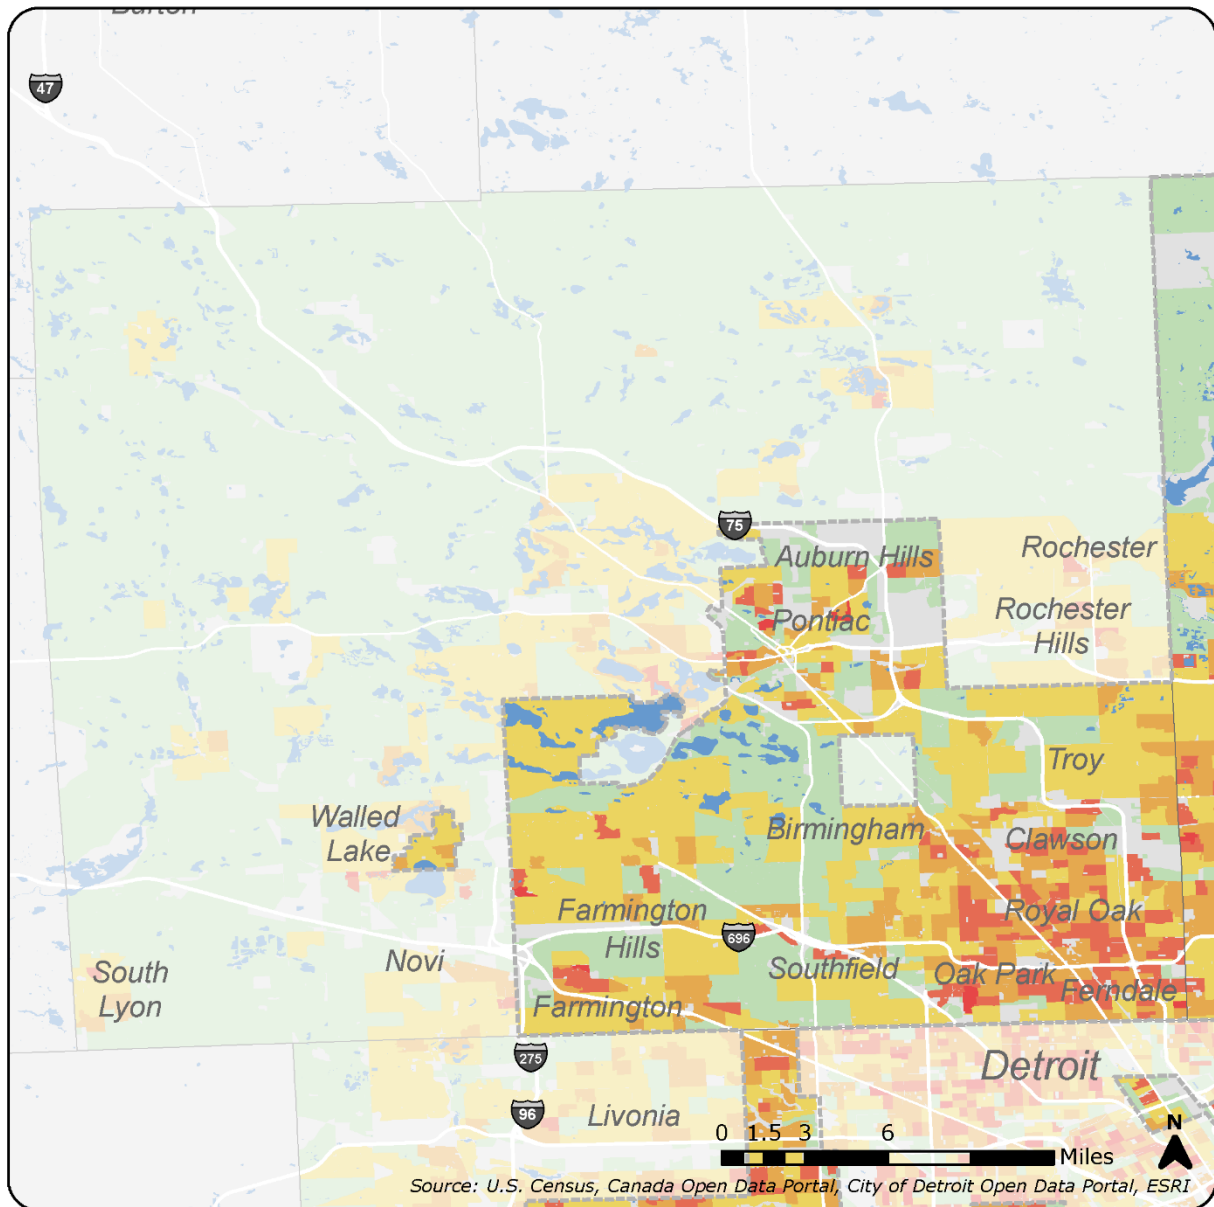 Burton
47
75
Auburn Hills
Rochester
Pontiac
Rochester
Hills
Troy
Walled
Lake
Birmingham
Clawson
Farmington
Hills
Royal Oak
696
Novi
Southfield
Oak Park
South
Lyon
Farmington
Ferndale
275
Detroit
96
Livonia
0 1.5 3 6
Miles
N
Source: U.S. Census, Canada Open Data Portal, City of Detroit Open Data Portal, ESRI